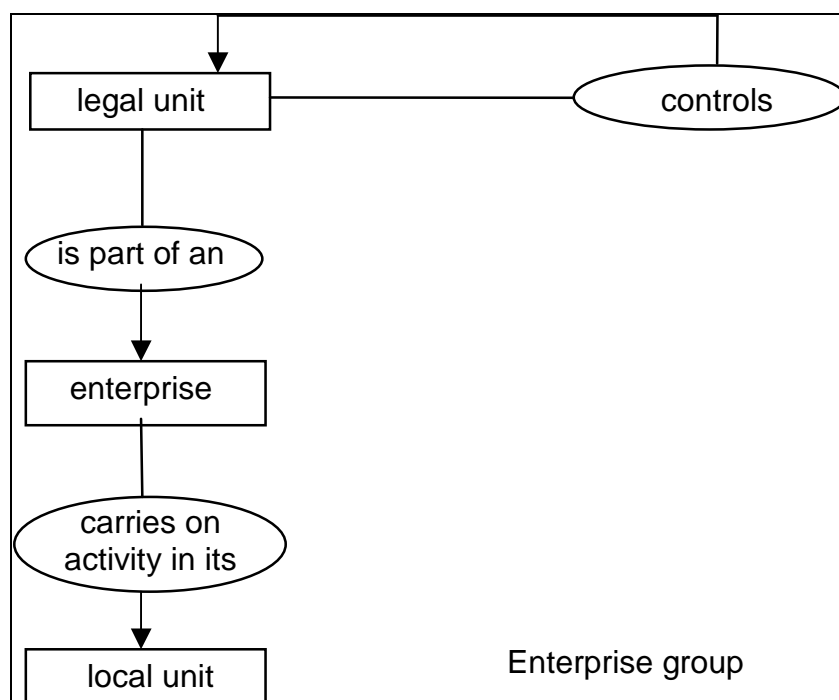 legal unit
controls
is part of an
enterprise
carries on
activity in its
Enterprise group
local unit